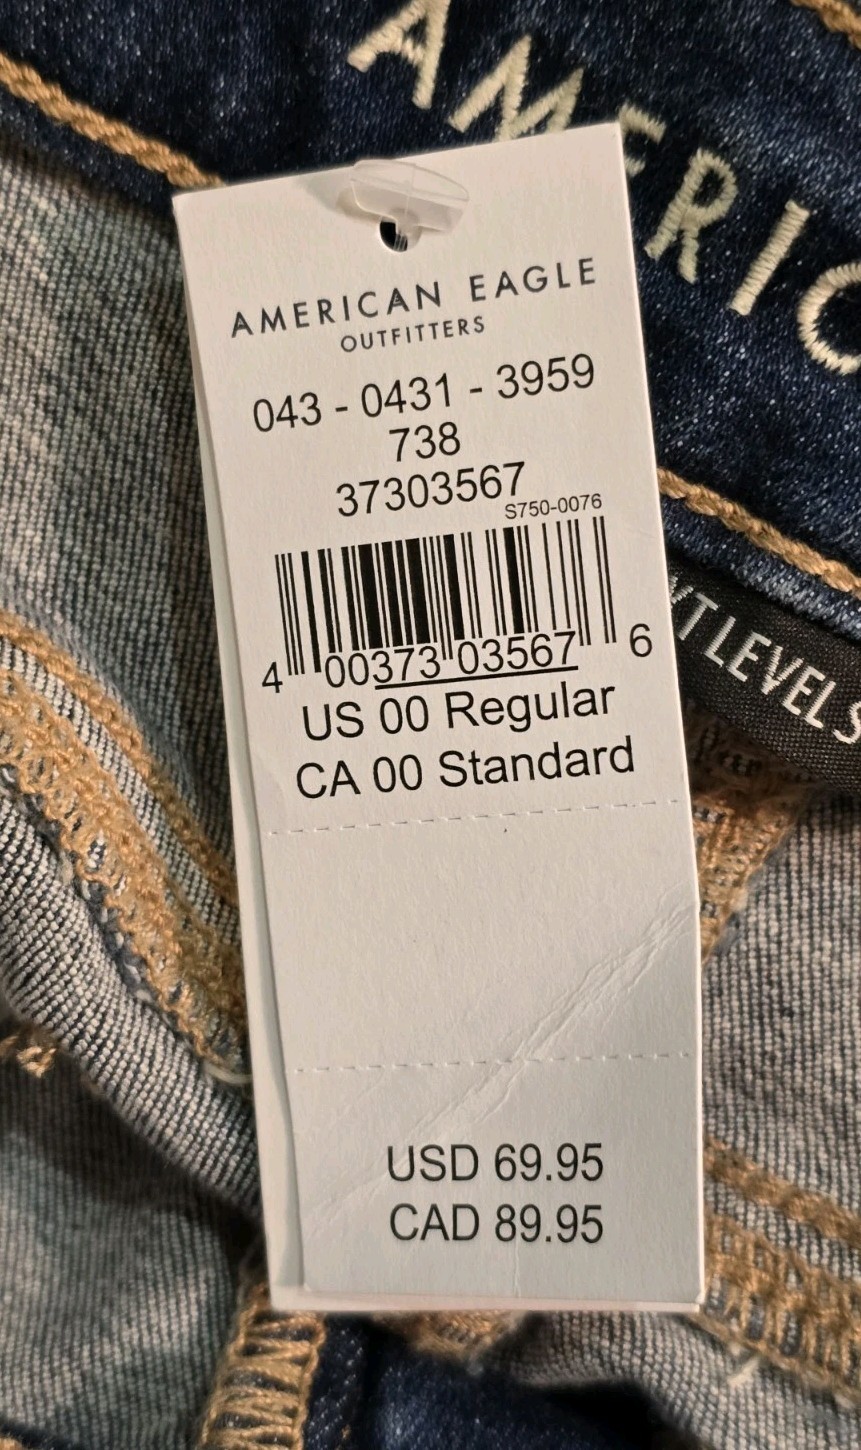 AMERIC
AMERICAN EAGLE
OUTFITTERS
043 - 0431 - 3959
738
37303567
S750-0076
4 00373 03567 6
US 00 Regular
CA 00 Standard
LEVEL
USD 69.95
CAD 89.95